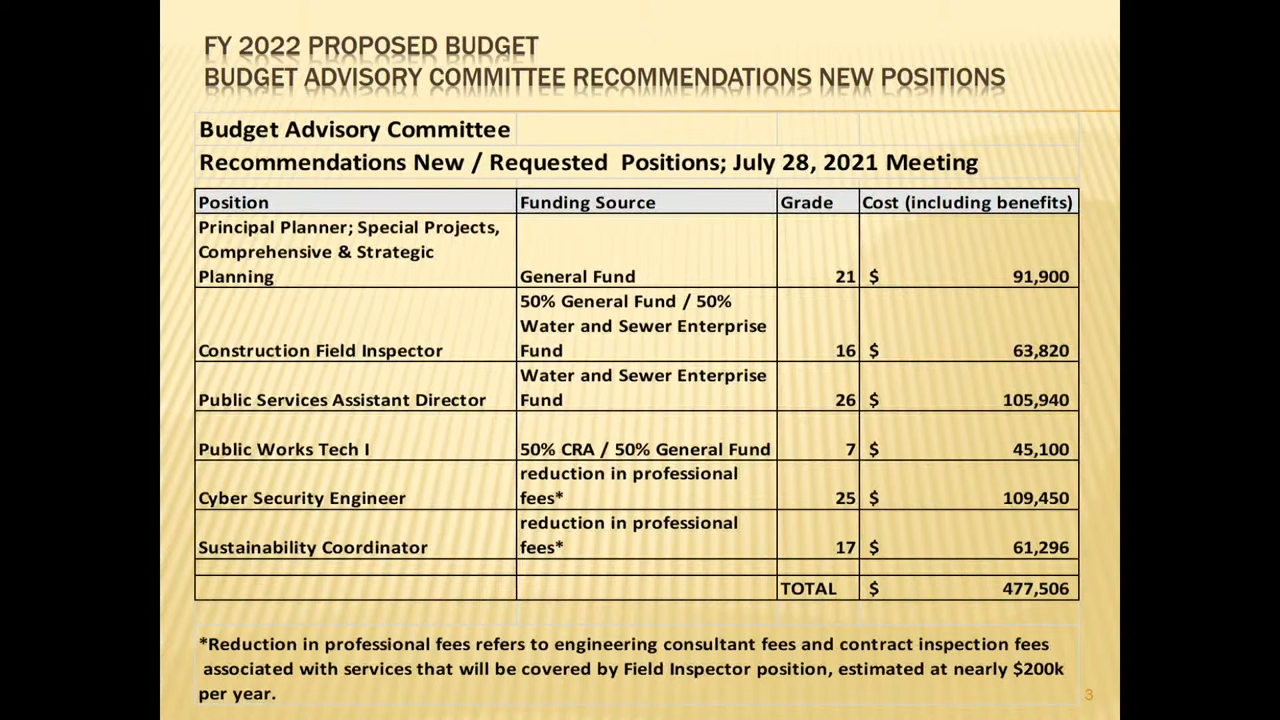 FY 2022 PROPOSED BUDGET
BUDGET ADVISORY COMMITTEE RECOMMENDATIONS NEW POSITIONS
Budget Advisory Committee
Recommendations New / Requested Positions; July 28, 2021 Meeting
Position Funding Source Grade Cost (including benefits)
Principal Planner; Special Projects,
Comprehensive & Strategic
Planning General Fund 21 $ 91,900
50% General Fund / 50%
Water and Sewer Enterprise
Construction Field Inspector Fund 16 $ 63,820
Water and Sewer Enterprise
Public Services Assistant Director Fund 26 $ 105,940
Public Works Tech I 50% CRA / 50% General Fund 7 $ 45,100
reduction in professional
Cyber Security Engineer fees* 25 $ 109,450
reduction in professional
Sustainability Coordinator fees* 17 $ 61,296
TOTAL $ 477,506
*Reduction in professional fees refers to engineering consultant fees and contract inspection fees
associated with services that will be covered by Field Inspector position, estimated at nearly $200k
per year.
3